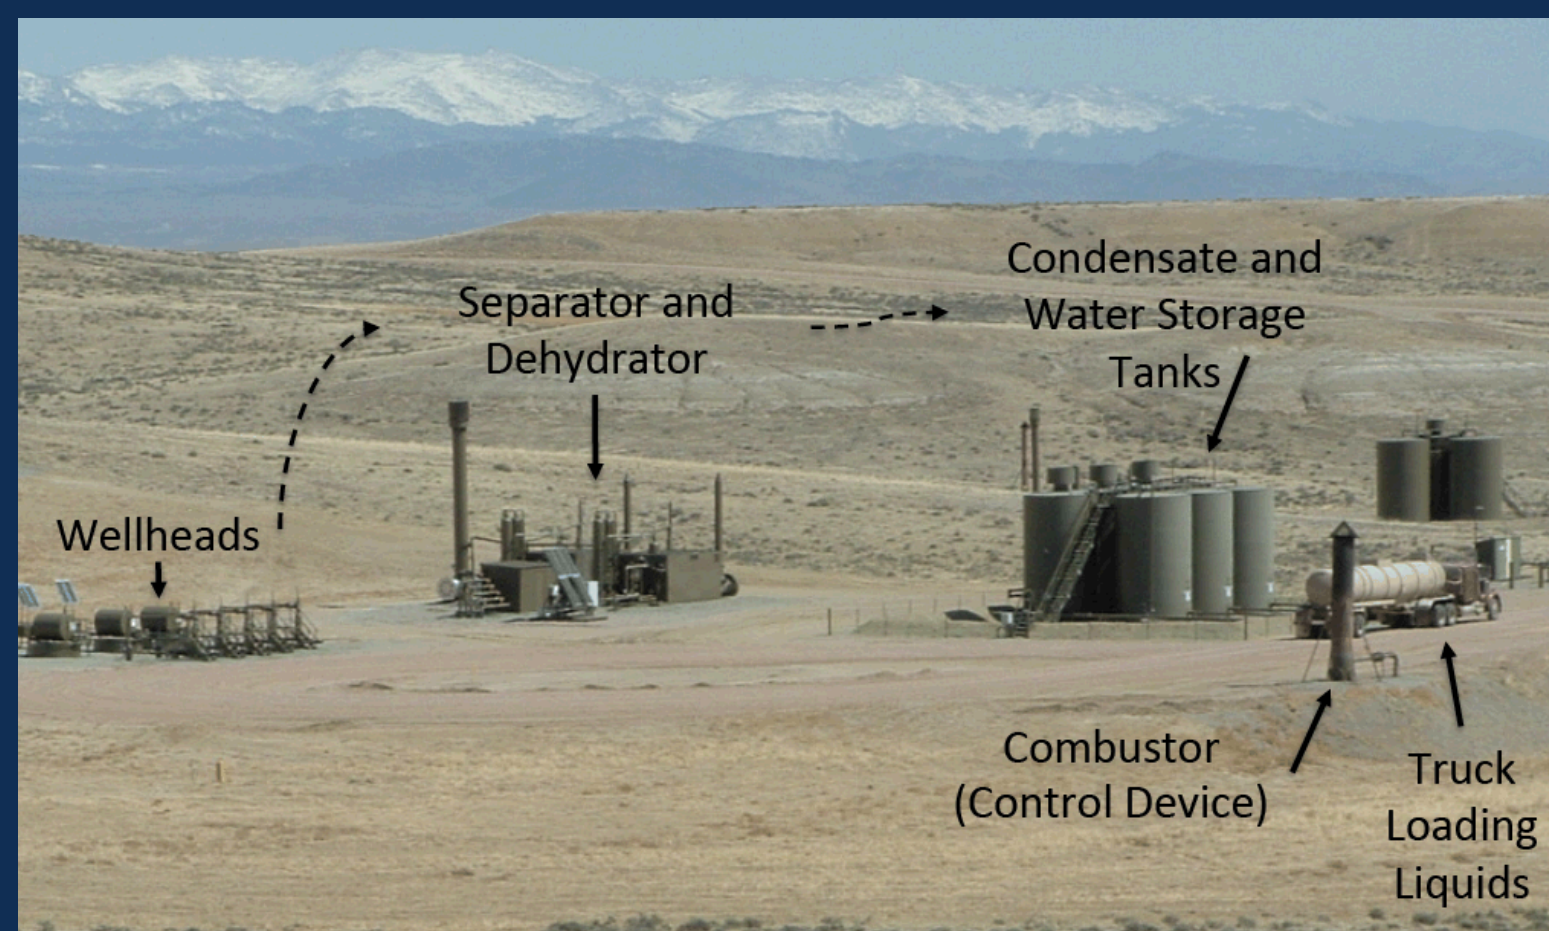 Condensate and
Water Storage
Tanks
Separator and
Dehydrator
Wellheads
Combustor
(Control Device)
Truck
Loading
Liquids